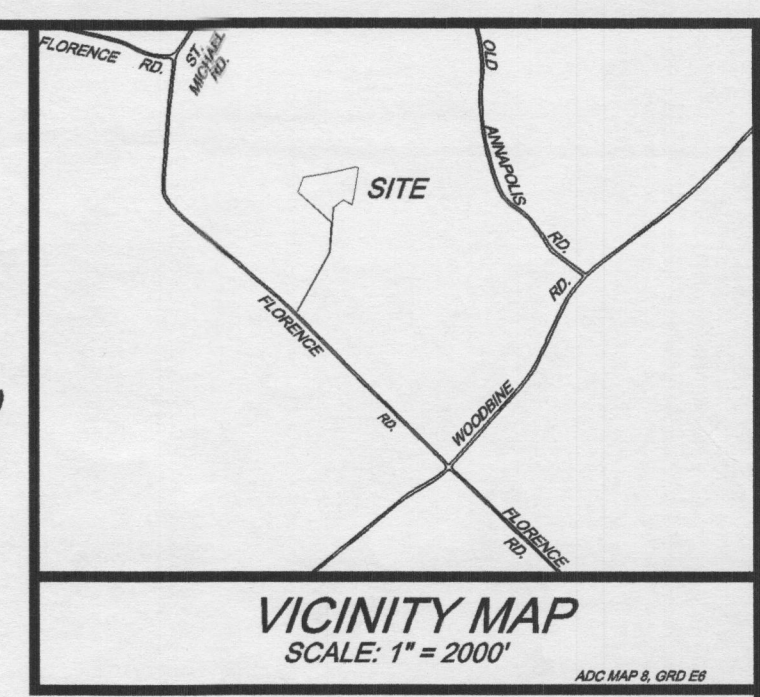 FLORENCE RD.
ST.
MICHAEL
RD.
OLD ANNAPOLIS RD.
SITE
FLORENCE RD.
WOODBINE RD.
FLORENCE
RD.
VICINITY MAP
SCALE: 1" = 2000'
ADC MAP 8, GRD E6